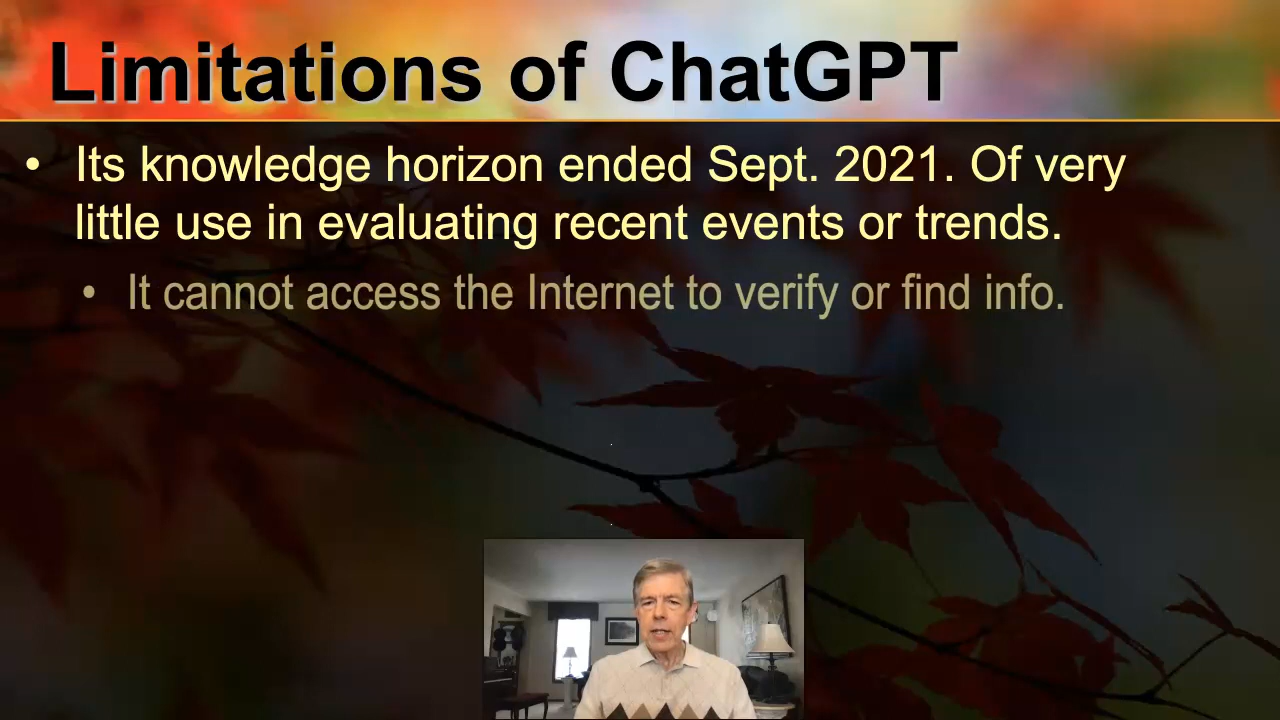 Limitations of ChatGPT
• Its knowledge horizon ended Sept. 2021. Of very
little use in evaluating recent events or trends.
• It cannot access the Internet to verify or find info.